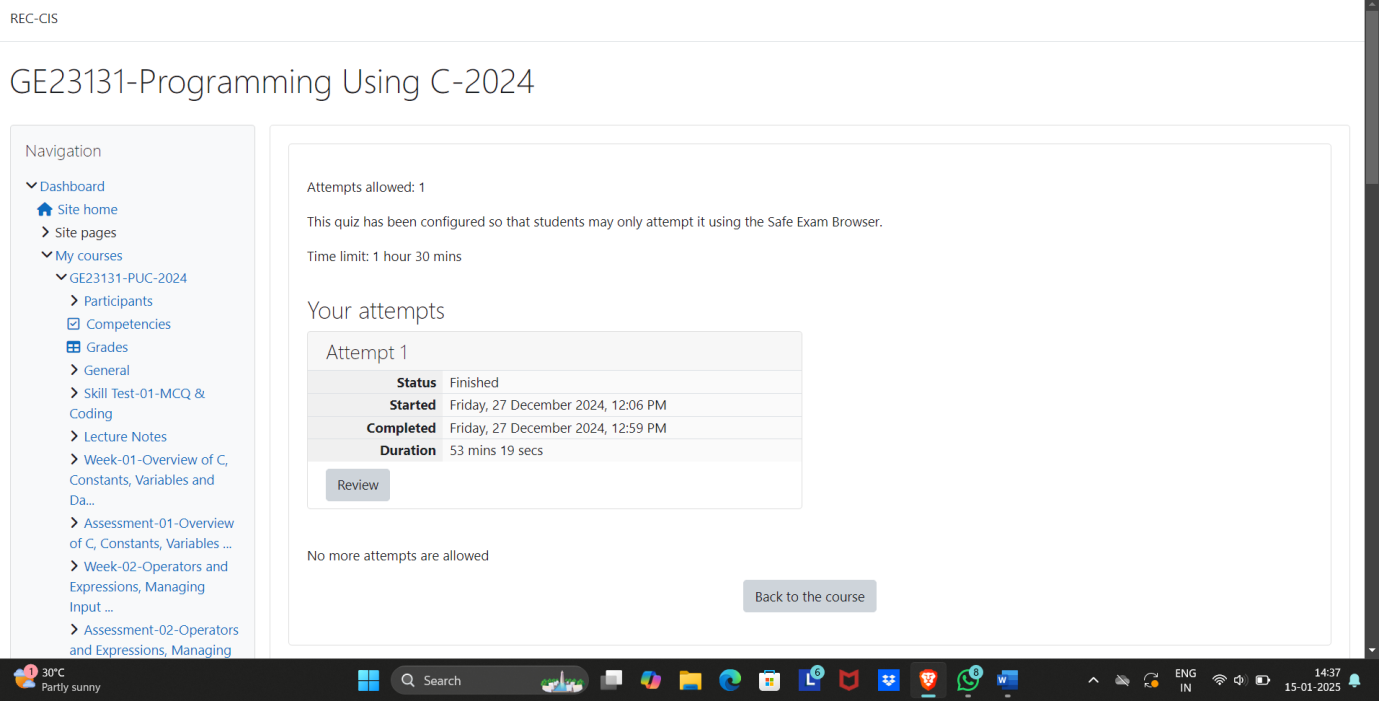 REC-CIS
GE23131-Programming Using C-2024
Navigation
Dashboard
Site home
Site pages
My courses
GE23131-PUC-2024
Participants
Competencies
Grades
General
Skill Test-01-MCQ &
Coding
Lecture Notes
Week-01-Overview of C,
Constants, Variables and
Da...
Assessment-01-Overview
of C, Constants, Variables ...
Week-02-Operators and
Expressions, Managing
Input ...
Assessment-02-Operators
and Expressions, Managing
Attempts allowed: 1
This quiz has been configured so that students may only attempt it using the Safe Exam Browser.
Time limit: 1 hour 30 mins
Your attempts
Attempt 1
Status Finished
Started Friday, 27 December 2024, 12:06 PM
Completed Friday, 27 December 2024, 12:59 PM
Duration 53 mins 19 secs
Review
No more attempts are allowed
Back to the course
1
30°C
Partly sunny
Search
L 6
8
W
ENG
IN
14:37
15-01-2025